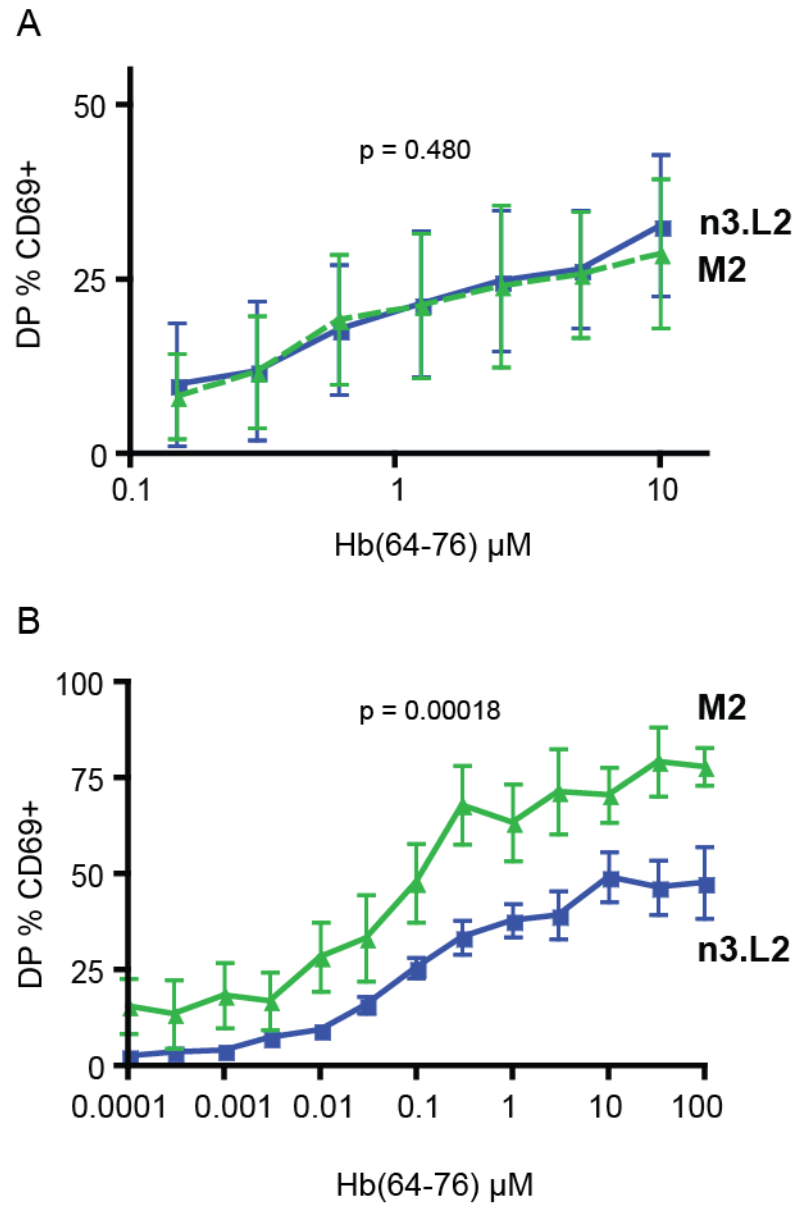 A
50
25
0
DP % CD69+
p = 0.480
n3.L2
M2
0.1
1
10
Hb(64-76) µM
B
100
75
50
25
0
DP % CD69+
p = 0.00018
M2
n3.L2
0.0001 0.001 0.01 0.1 1 10 100
Hb(64-76) µM